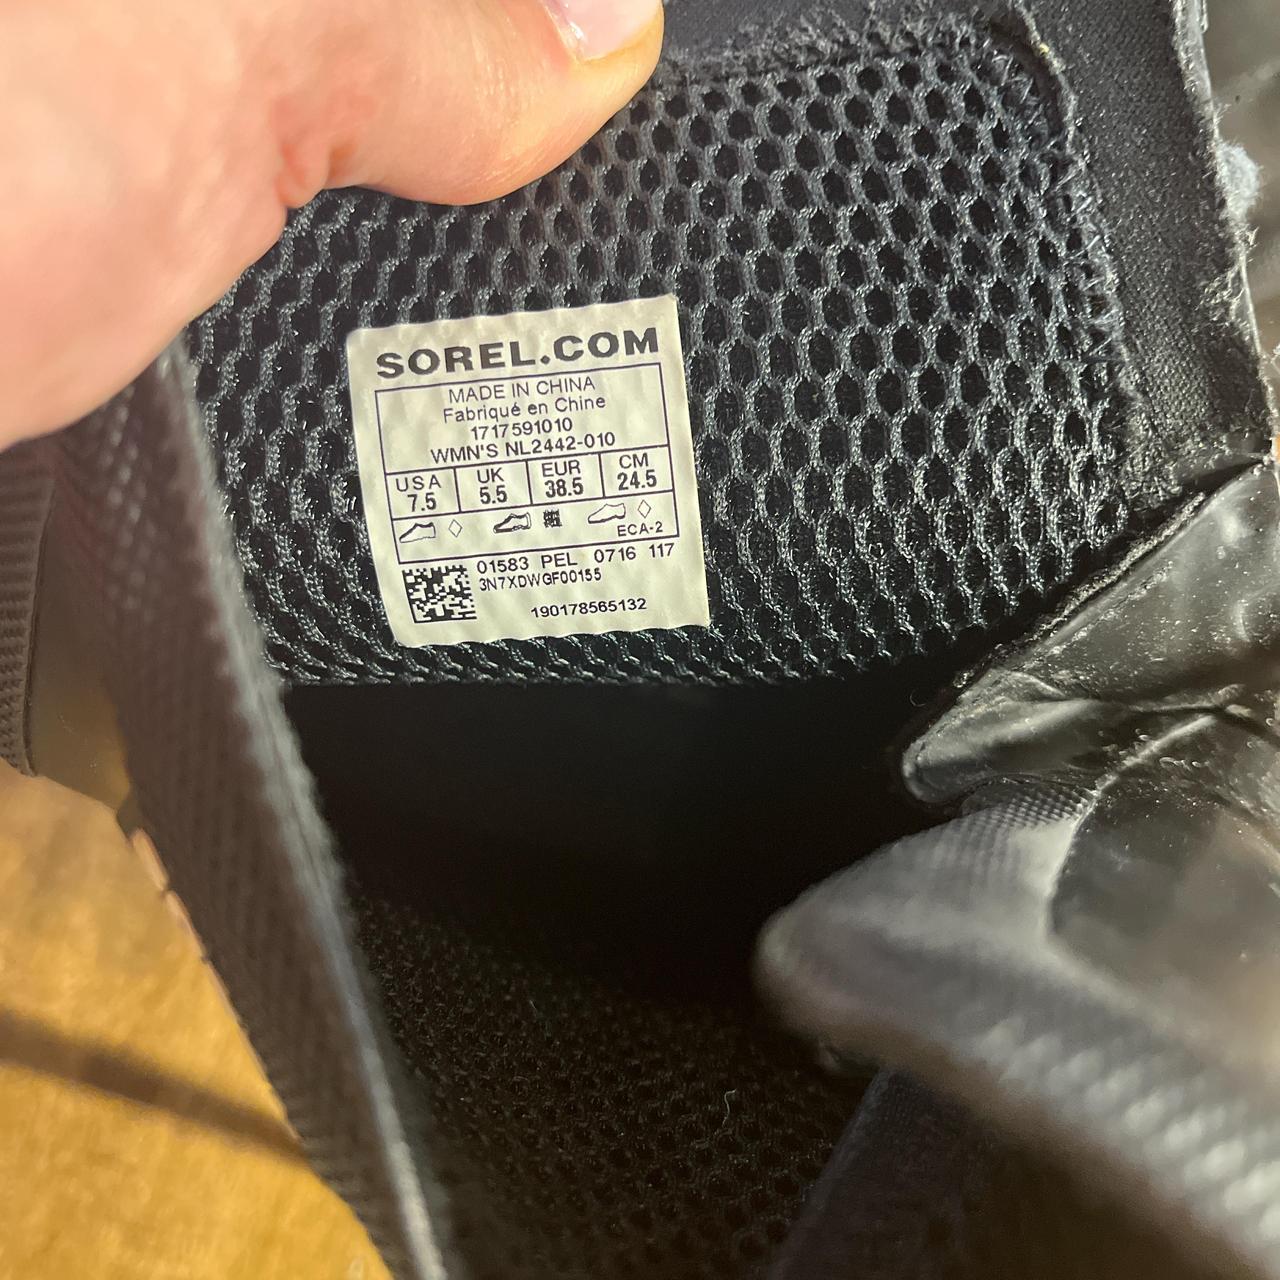 SOREL.COM
MADE IN CHINA
Fabriqué en Chine
1717591010
WMN'S NL2442-010
USA UK EUR CM
7.5 5.5 38.5 24.5
ECA-2
01583 PEL 0716 117
3N7XDWGF00155
190178565132